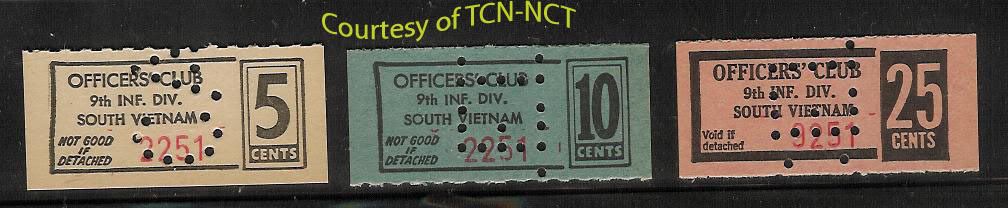 Courtesy of TCN-NCT
OFFICERS' CLUB
9th INF. DIV.
SOUTH VIETNAM
NOT GOOD
IF
DETACHED
2251
5
CENTS
OFFICERS' CLUB
9th INF. DIV.
SOUTH VIETNAM
NOT GOOD
IF
DETACHED
2251
10
CENTS
OFFICERS' CLUB
9th INF. DIV.
SOUTH VIETNAM
Void if
detached
9251
25
CENTS